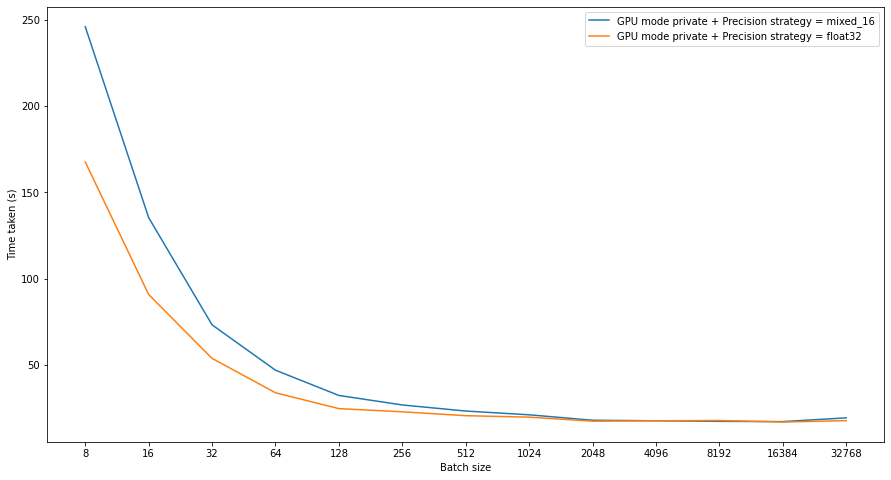 GPU mode private + Precision strategy = mixed_16
GPU mode private + Precision strategy = float32
250
200
150
100
50
Time taken (s)
8 16 32 64 128 256 512 1024 2048 4096 8192 16384 32768
Batch size